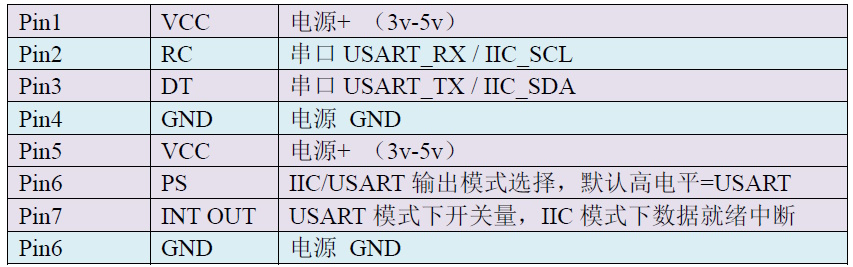 Pin1 VCC 电源+ （3v-5v）
Pin2 RC 串口 USART_RX / IIC_SCL
Pin3 DT 串口 USART_TX / IIC_SDA
Pin4 GND 电源 GND
Pin5 VCC 电源+ （3v-5v）
Pin6 PS IIC/USART 输出模式选择，默认高电平=USART
Pin7 INT OUT USART 模式下开关量，IIC 模式下数据就绪中断
Pin6 GND 电源 GND